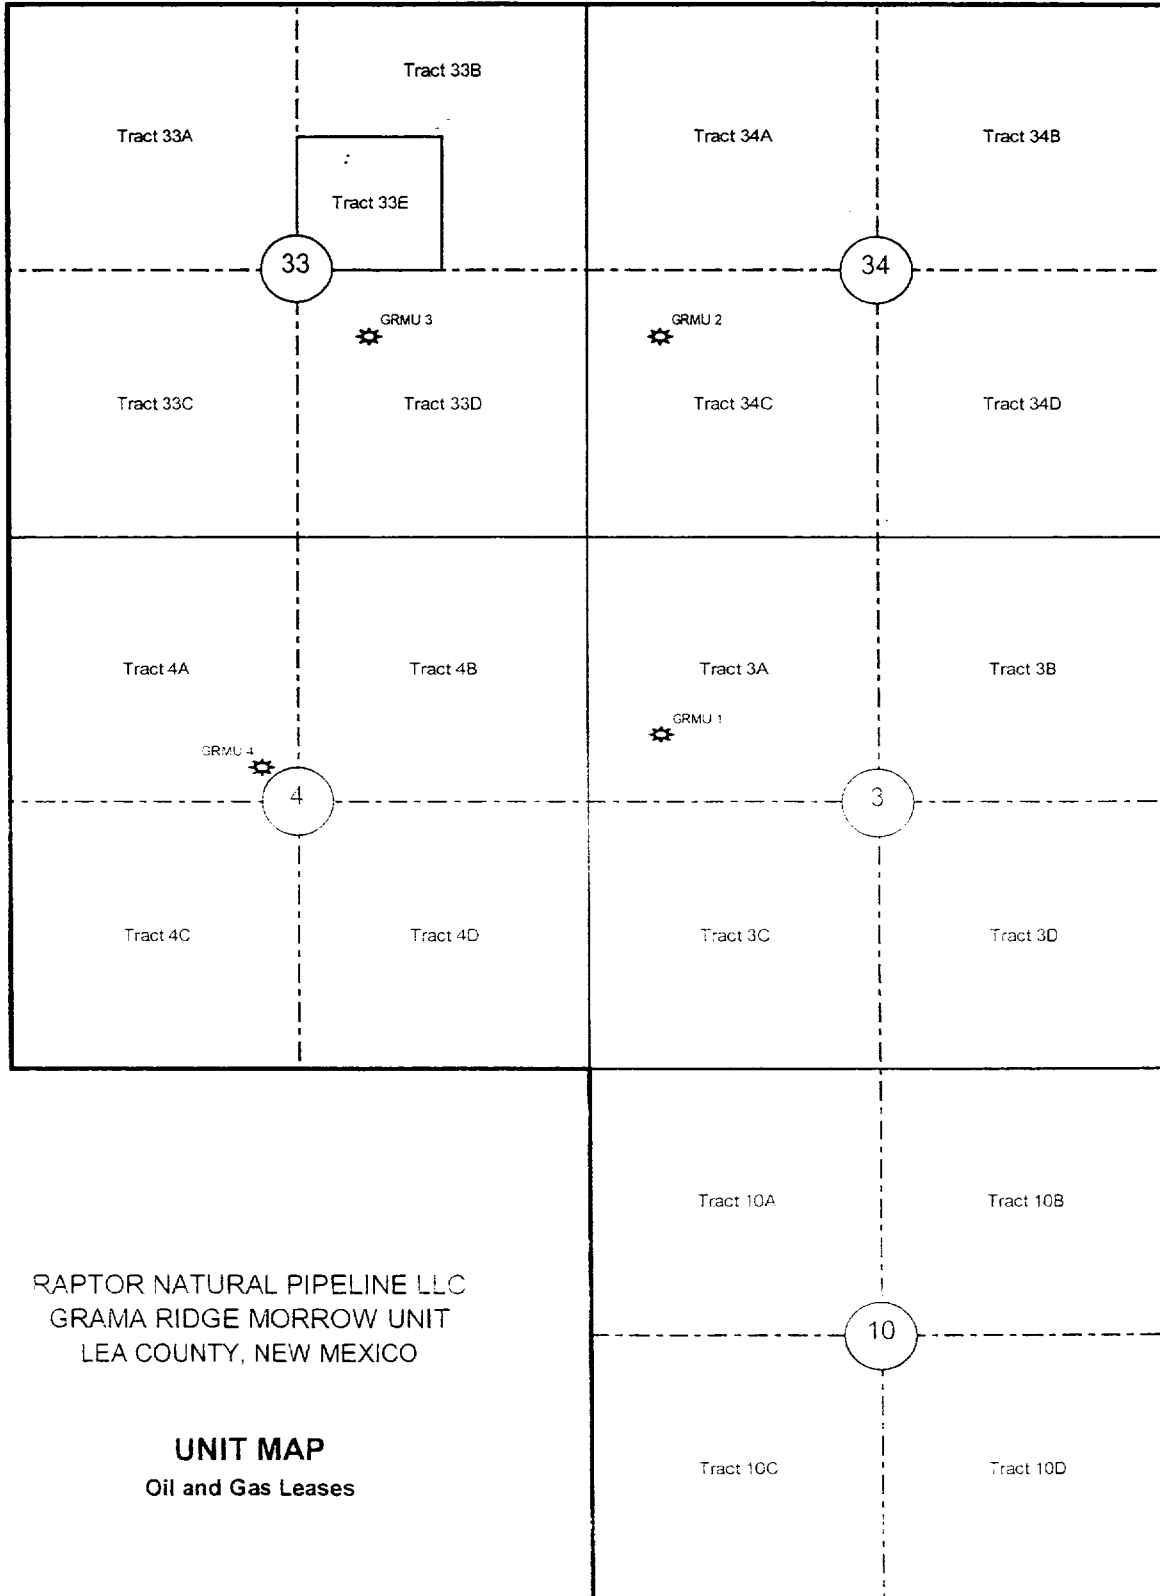 Tract 33B
Tract 33A
Tract 34A
Tract 34B
Tract 33E
33
34
GRMU 3
GRMU 2
Tract 33C
Tract 33D
Tract 34C
Tract 34D
Tract 4A
Tract 4B
Tract 3A
Tract 3B
GRMU 1
GRMU 4
4
3
Tract 4C
Tract 4D
Tract 3C
Tract 3D
Tract 10A
Tract 10B
RAPTOR NATURAL PIPELINE LLC
GRAMA RIDGE MORROW UNIT
LEA COUNTY, NEW MEXICO
10
UNIT MAP
Oil and Gas Leases
Tract 10C
Tract 10D